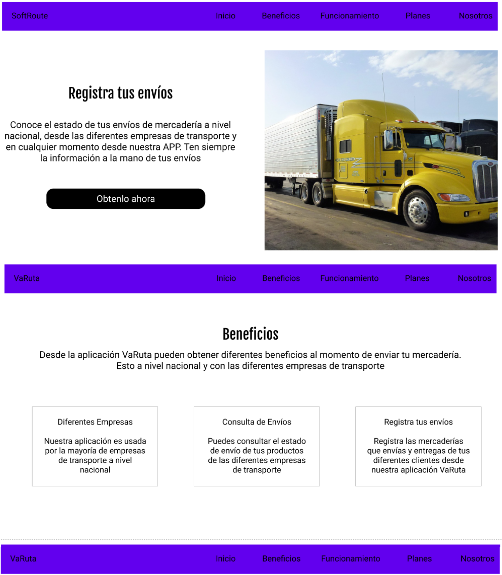 SoftRoute Inicio Beneficios Funcionamiento Planes Nosotros
Registra tus envíos
Conoce el estado de tus envíos de mercadería a nivel
nacional, desde las diferentes empresas de transporte y
en cualquier momento desde nuestra APP. Ten siempre
la información a la mano de tus envíos
Obtenlo ahora
VaRuta Inicio Beneficios Funcionamiento Planes Nosotros
Beneficios
Desde la aplicación VaRuta pueden obtener diferentes beneficios al momento de enviar tu mercadería.
Esto a nivel nacional y con las diferentes empresas de transporte
Diferentes Empresas
Nuestra aplicación es usada
por la mayoría de empresas
de transporte a nivel
nacional
Consulta de Envíos
Puedes consultar el estado
de envío de tus productos
de las diferentes empresas
de transporte
Registra tus envíos
Registra las mercaderías
que envías y entregas de tus
diferentes clientes desde
nuestra aplicación VaRuta
VaRuta Inicio Beneficios Funcionamiento Planes Nosotros